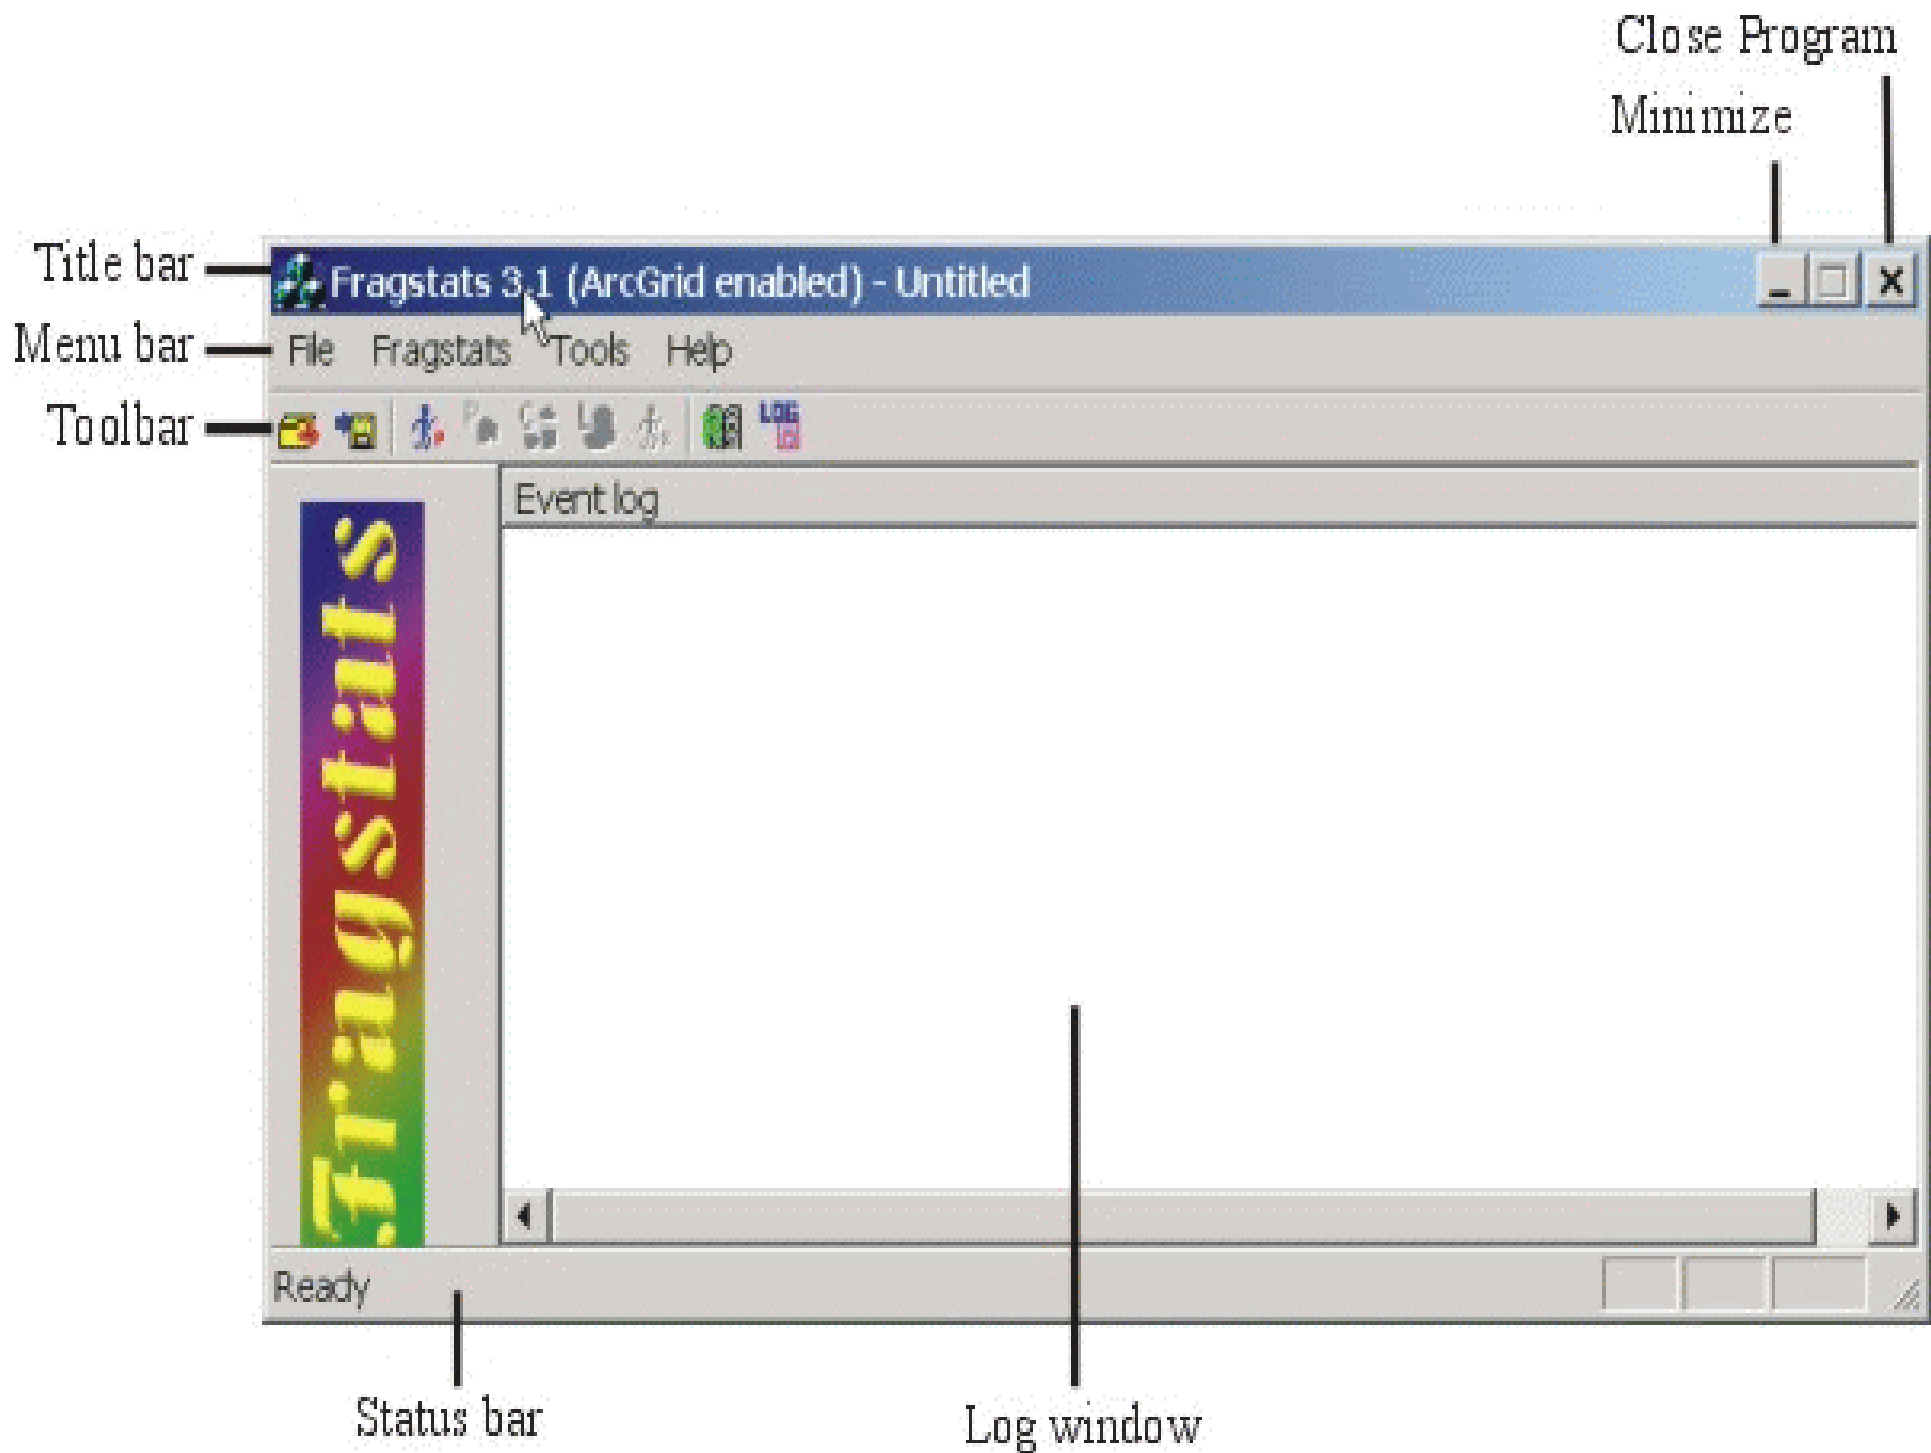 Close Program
Minimize
Title bar
Fragstats 3.1 (ArcGrid enabled) - Untitled
Menu bar
File Fragstats Tools Help
Toolbar
P C L LOG
Event log
Fragstats
Ready
Status bar
Log window